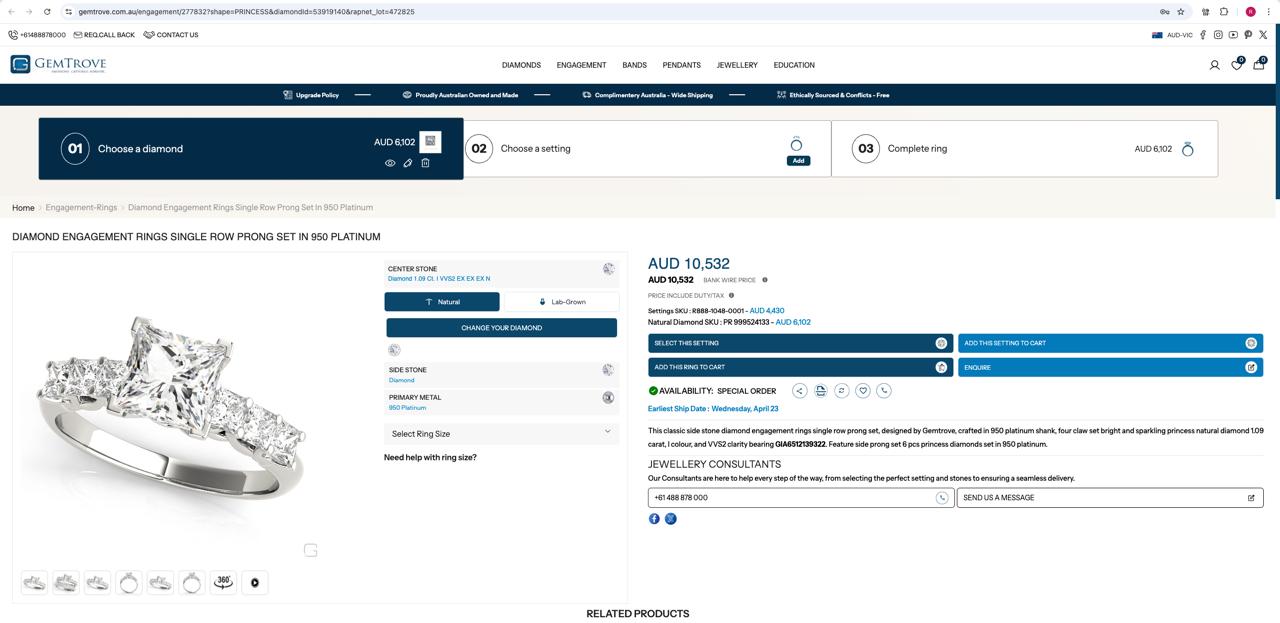 gemtrove.com.au/engagement/277832?shape=PRINCESS&diamondId=53919140&rapnet_lot=472825
R
+61488878000 REQ.CALL BACK CONTACT US
AUD-VIC
GEMTROVE
DIAMONDS ENGAGEMENT BANDS PENDANTS JEWELLERY EDUCATION
0 0
Upgrade Policy Proudly Australian Owned and Made Complimentery Australia - Wide Shipping Ethically Sourced & Conflicts - Free
01 Choose a diamond AUD 6,102
02 Choose a setting Add
03 Complete ring AUD 6,102
Home > Engagement-Rings > Diamond Engagement Rings Single Row Prong Set In 950 Platinum
DIAMOND ENGAGEMENT RINGS SINGLE ROW PRONG SET IN 950 PLATINUM
360°
CENTER STONE
Diamond 1.09 Ct. I VVS2 EX EX EX N
Natural Lab-Grown
CHANGE YOUR DIAMOND
SIDE STONE
Diamond
PRIMARY METAL
950 Platinum
Select Ring Size
Need help with ring size?
AUD 10,532
AUD 10,532 BANK WIRE PRICE
PRICE INCLUDE DUTY/TAX
Settings SKU : R888-1048-0001 - AUD 4,430
Natural Diamond SKU : PR 999524133 - AUD 6,102
SELECT THIS SETTING ADD THIS SETTING TO CART
ADD THIS RING TO CART ENQUIRE
AVAILABILITY: SPECIAL ORDER
Earliest Ship Date : Wednesday, April 23
This classic side stone diamond engagement rings single row prong set, designed by Gemtrove, crafted in 950 platinum shank, four claw set bright and sparkling princess natural diamond 1.09
carat, I colour, and VVS2 clarity bearing GIA6512139322. Feature side prong set 6 pcs princess diamonds set in 950 platinum.
JEWELLERY CONSULTANTS
Our Consultants are here to help every step of the way, from selecting the perfect setting and stones to ensuring a seamless delivery.
+61 488 878 000 SEND US A MESSAGE
RELATED PRODUCTS